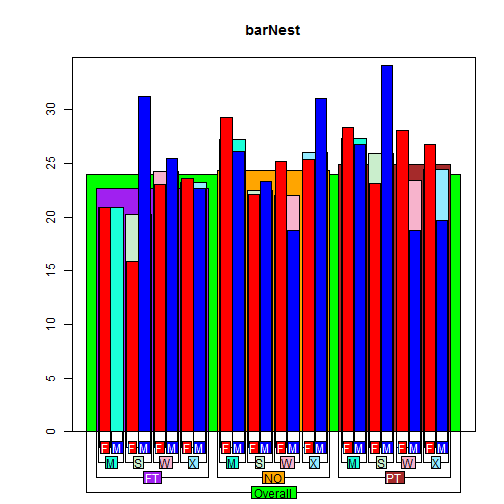 barNest
30
25
20
15
10
5
0
F M F M F M F M F M F M F M F M F M F M F M F M
M S W X M S W X M S W X
FT NO PT
Overall